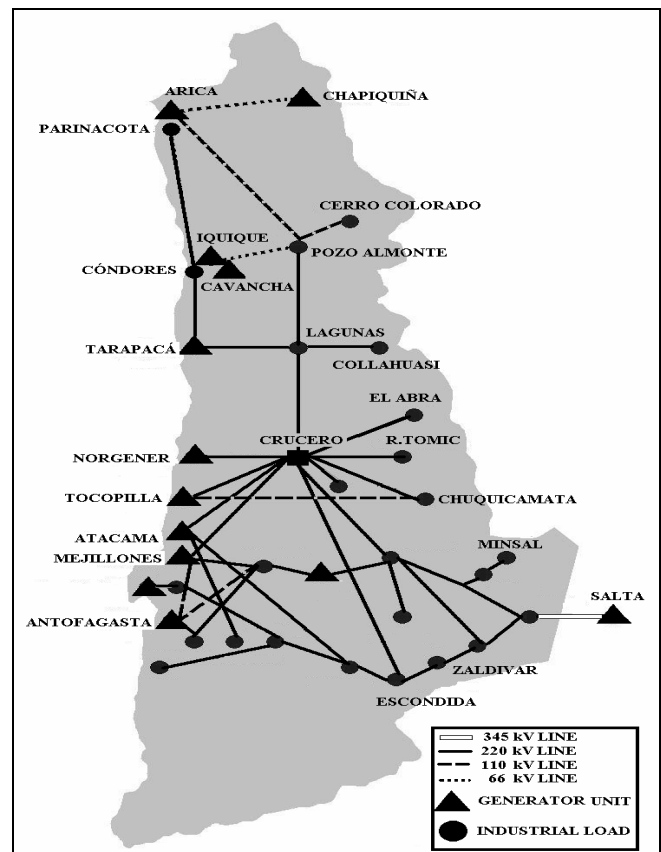 ARICA
CHAPIQUIÑA
PARINACOTA
CERRO COLORADO
IQUIQUE
POZO ALMONTE
CÓNDORES
CAVANCHA
LAGUNAS
TARAPACÁ
COLLAHUASI
EL ABRA
CRUCERO
R.TOMIC
NORGENER
TOCOPILLA
CHUQUICAMATA
ATACAMA
MINSAL
MEJILLONES
SALTA
ANTOFAGASTA
ZALDIVAR
ESCONDIDA
345 kV LINE
220 kV LINE
110 kV LINE
66 kV LINE
GENERATOR UNIT
INDUSTRIAL LOAD